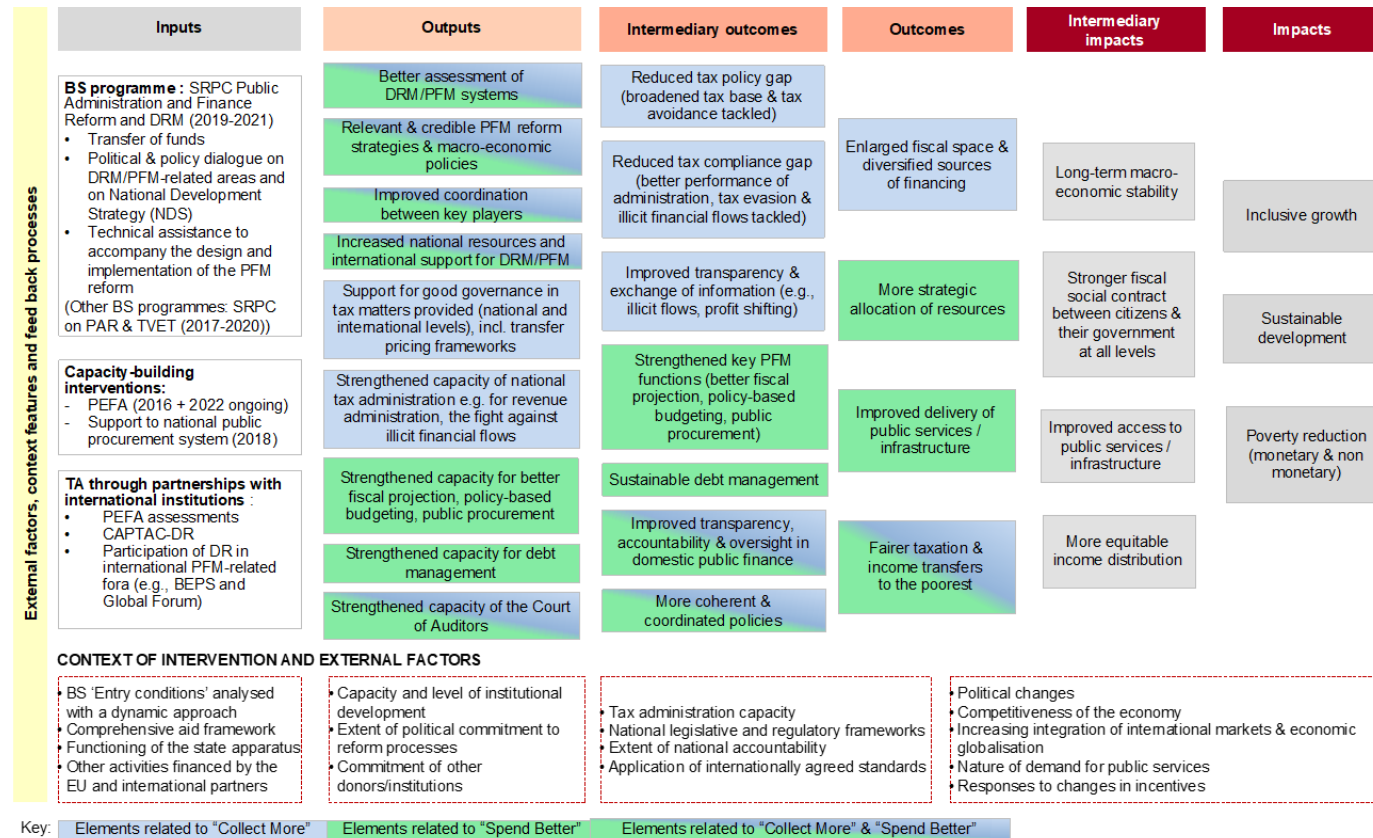 Inputs
Outputs
Intermediary outcomes
Outcomes
Intermediary
impacts
Impacts
External factors, context features and feed back processes
BS programme : SRPC Public
Administration and Finance
Reform and DRM (2019-2021)
• Transfer of funds
• Political & policy dialogue on
DRM/PFM-related areas and
on National Development
Strategy (NDS)
• Technical assistance to
accompany the design and
implementation of the PFM
reform
(Other BS programmes: SRPC
on PAR & TVET (2017-2020))
Capacity-building
interventions:
- PEFA (2016 + 2022 ongoing)
- Support to national public
procurement system (2018)
TA through partnerships with
international institutions :
• PEFA assessments
• CAPTAC-DR
• Participation of DR in
international PFM-related
fora (e.g., BEPS and
Global Forum)
Better assessment of
DRM/PFM systems
Relevant & credible PFM reform
strategies & macro-economic
policies
Improved coordination
between key players
Increased national resources and
international support for DRM/PFM
Support for good governance in
tax matters provided (national and
international levels), incl. transfer
pricing frameworks
Strengthened capacity of national
tax administration e.g. for revenue
administration, the fight against
illicit financial flows
Strengthened capacity for better
fiscal projection, policy-based
budgeting, public procurement
Strengthened capacity for debt
management
Strengthened capacity of the Court
of Auditors
Reduced tax policy gap
(broadened tax base & tax
avoidance tackled)
Reduced tax compliance gap
(better performance of
administration, tax evasion &
illicit financial flows tackled)
Improved transparency &
exchange of information (e.g.,
illicit flows, profit shifting)
Strengthened key PFM
functions (better fiscal
projection, policy-based
budgeting, public
procurement)
Sustainable debt management
Improved transparency,
accountability & oversight in
domestic public finance
More coherent &
coordinated policies
Enlarged fiscal space &
diversified sources
of financing
More strategic
allocation of resources
Improved delivery of
public services /
infrastructure
Fairer taxation &
income transfers
to the poorest
Long-term macro-
economic stability
Stronger fiscal
social contract
between citizens &
their government
at all levels
Improved access to
public services /
infrastructure
More equitable
income distribution
Inclusive growth
Sustainable
development
Poverty reduction
(monetary & non
monetary)
CONTEXT OF INTERVENTION AND EXTERNAL FACTORS
• BS 'Entry conditions' analysed
with a dynamic approach
• Comprehensive aid framework
• Functioning of the state apparatus
• Other activities financed by the
EU and international partners
• Capacity and level of institutional
development
• Extent of political commitment to
reform processes
• Commitment of other
donors/institutions
• Tax administration capacity
• National legislative and regulatory frameworks
• Extent of national accountability
• Application of internationally agreed standards
• Political changes
• Competitiveness of the economy
• Increasing integration of international markets & economic
globalisation
• Nature of demand for public services
• Responses to changes in incentives
Key:
Elements related to "Collect More"
Elements related to "Spend Better"
Elements related to "Collect More" & "Spend Better"